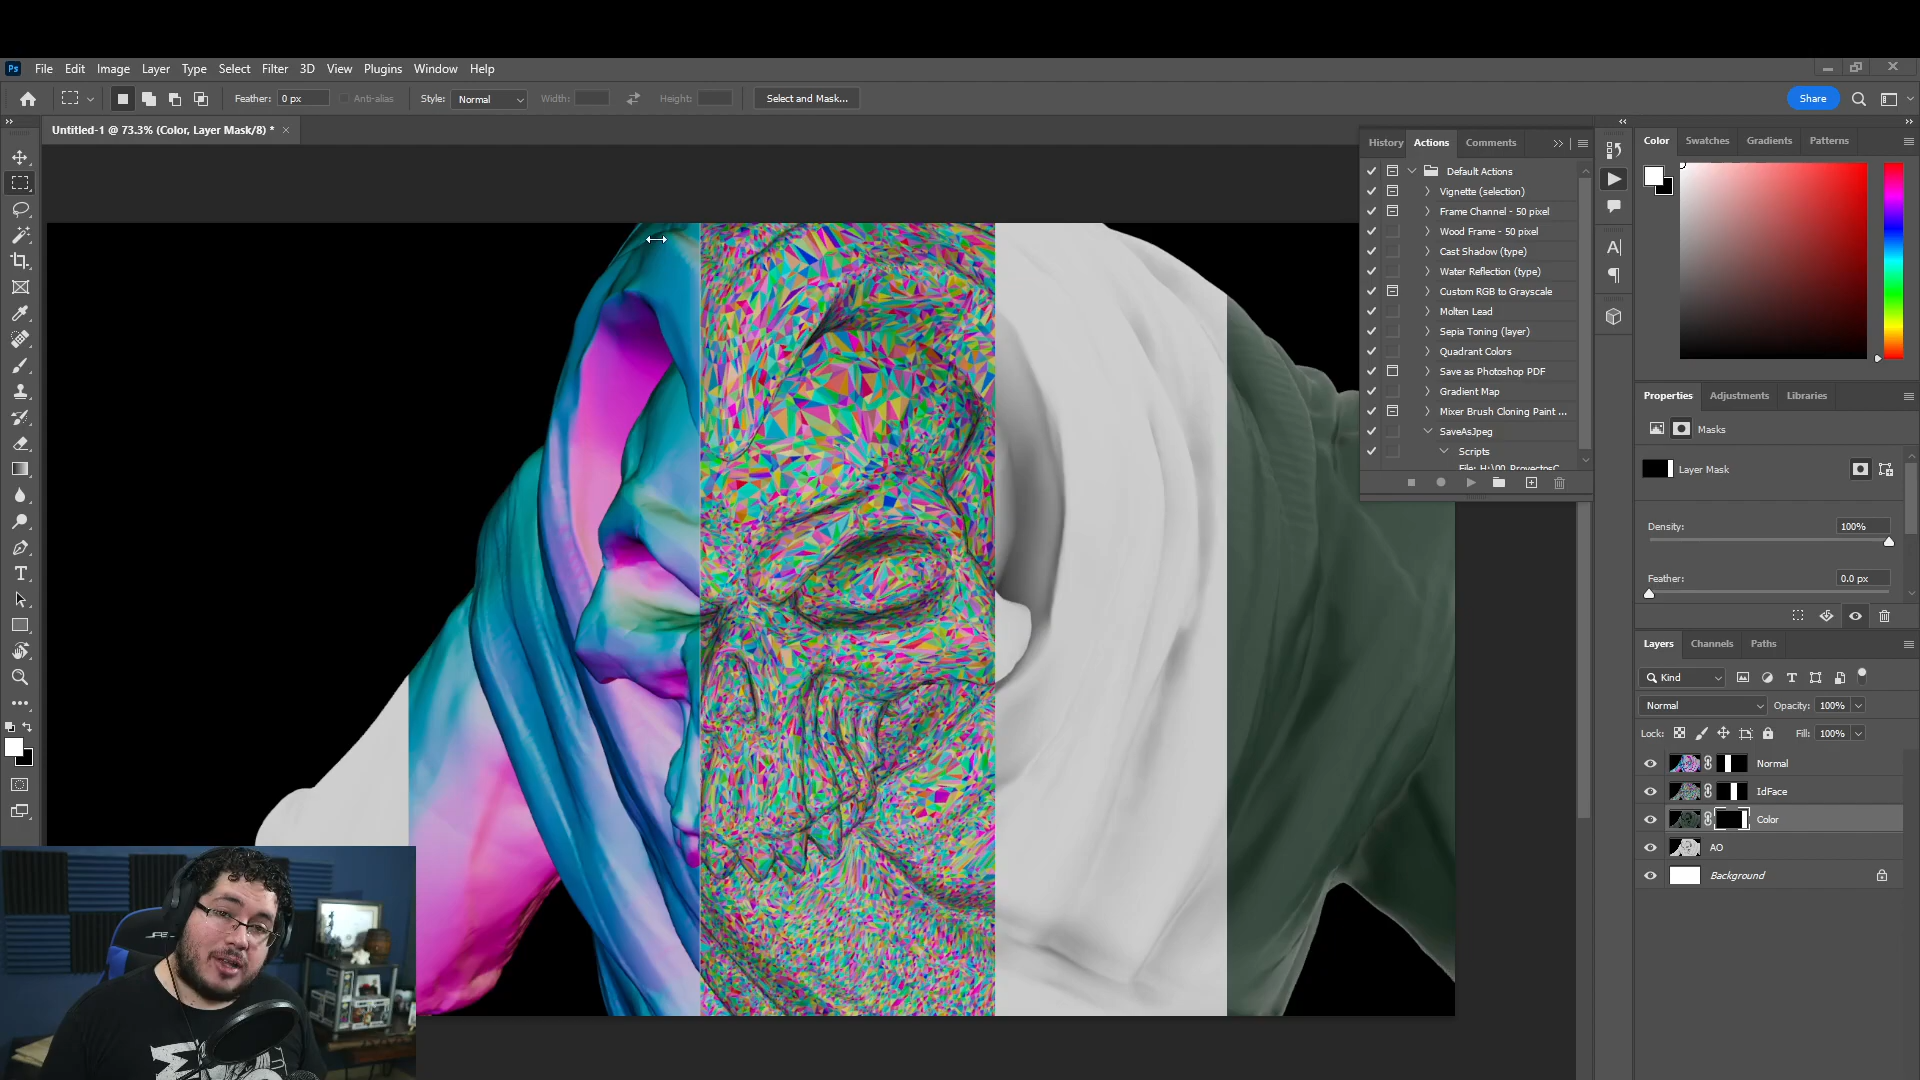 Ps File Edit Image Layer Type Select Filter 3D View Plugins Window Help
Feather: 0 px Anti-alias Style: Normal Width: Height: Select and Mask... Share
Untitled-1 @ 73.3% (Color, Layer Mask/8) * ×
History Actions Comments
Default Actions
Vignette (selection)
Frame Channel - 50 pixel
Wood Frame - 50 pixel
Cast Shadow (type)
Water Reflection (type)
Custom RGB to Grayscale
Molten Lead
Sepia Toning (layer)
Quadrant Colors
Save as Photoshop PDF
Gradient Map
Mixer Brush Cloning Paint ...
SaveAsJpeg
Scripts
Color Swatches Gradients Patterns
Properties Adjustments Libraries
Masks
Layer Mask
Density: 100%
Feather: 0.0 px
Layers Channels Paths
Kind
Normal Opacity: 100%
Lock: Fill: 100%
Normal
IdFace
Color
AO
Background